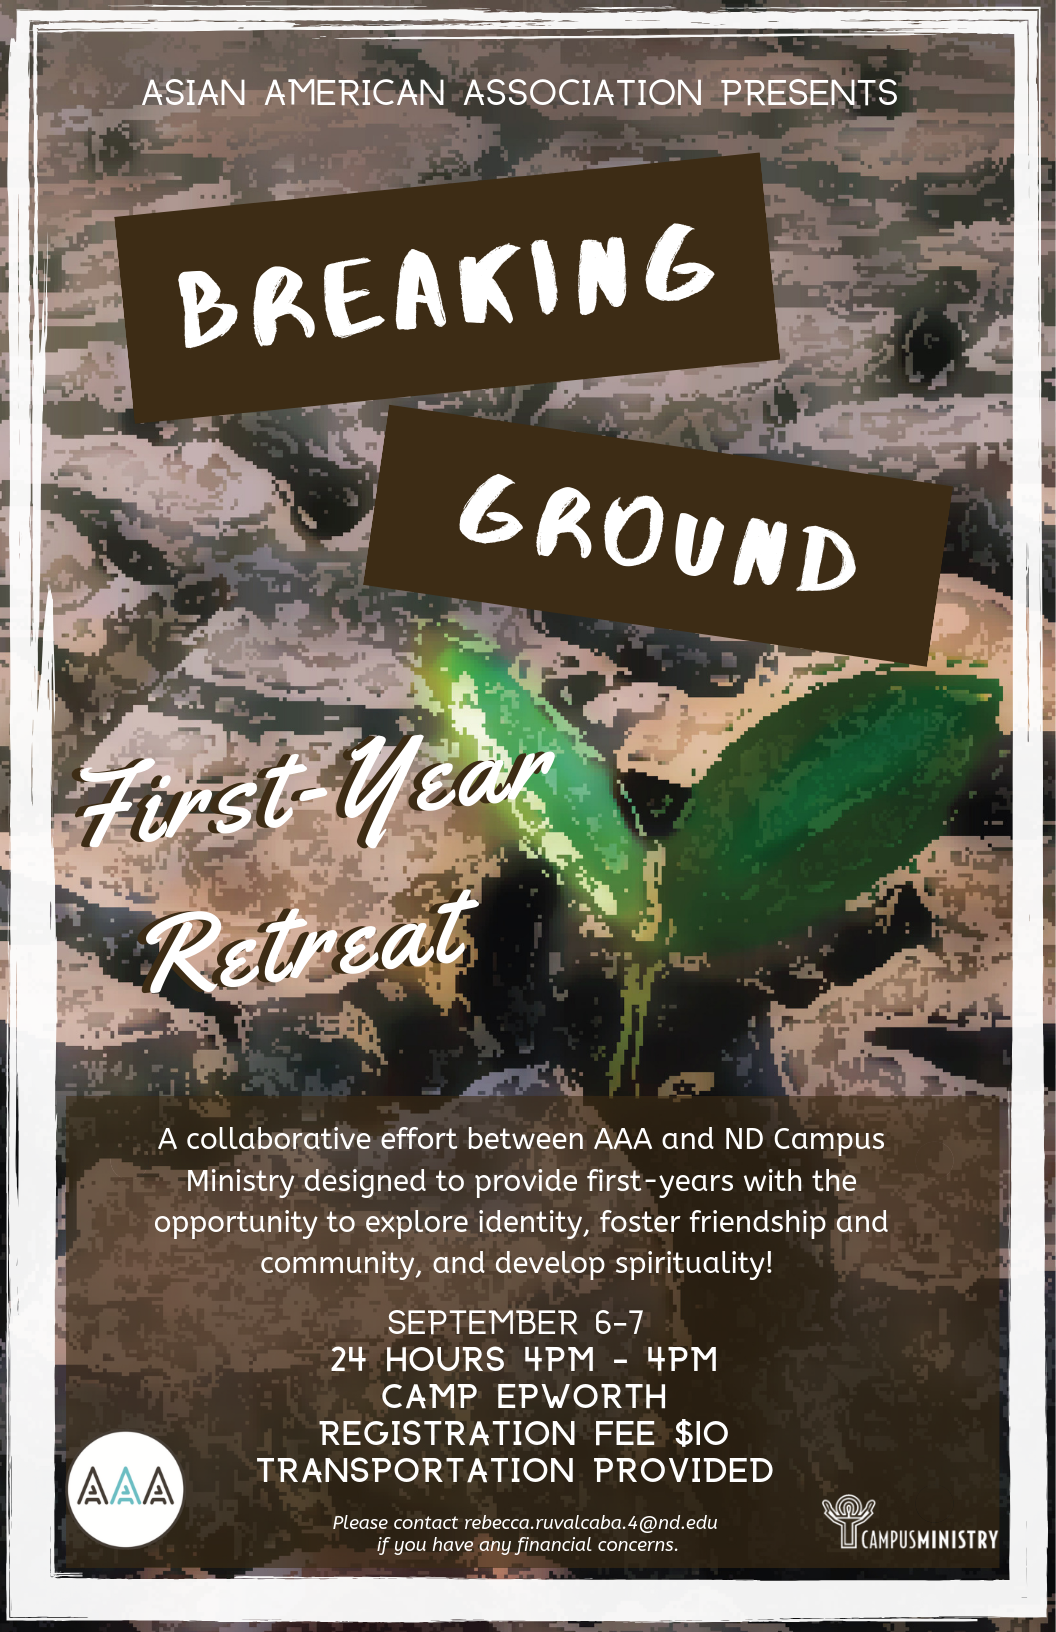 ASIAN AMERICAN ASSOCIATION PRESENTS
BREAKING
GROUND
First-Year
Retreat
A collaborative effort between AAA and ND Campus
Ministry designed to provide first-years with the
opportunity to explore identity, foster friendship and
community, and develop spirituality!
SEPTEMBER 6-7
24 HOURS 4PM - 4PM
CAMP EPWORTH
REGISTRATION FEE $10
TRANSPORTATION PROVIDED
Please contact rebecca.ruvalcaba.4@nd.edu
if you have any financial concerns.
AAA
CAMPUSMINISTRY